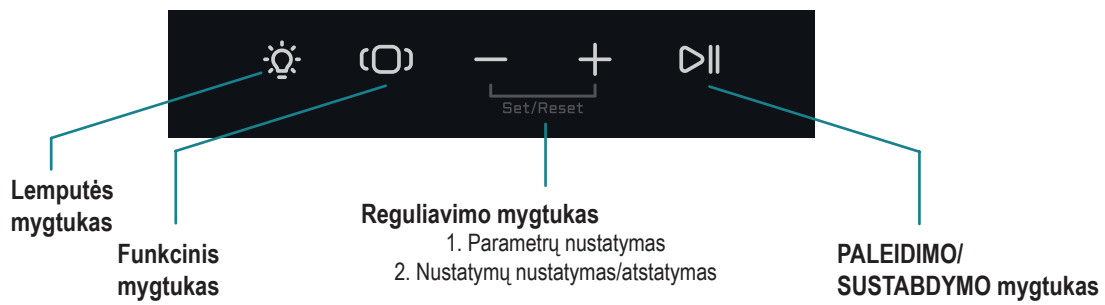 Set/Reset
Lemputės
mygtukas
Funkcinis
mygtukas
Reguliavimo mygtukas
1. Parametrų nustatymas
2. Nustatymų nustatymas/atstatymas
PALEIDIMO/
SUSTABDYMO mygtukas